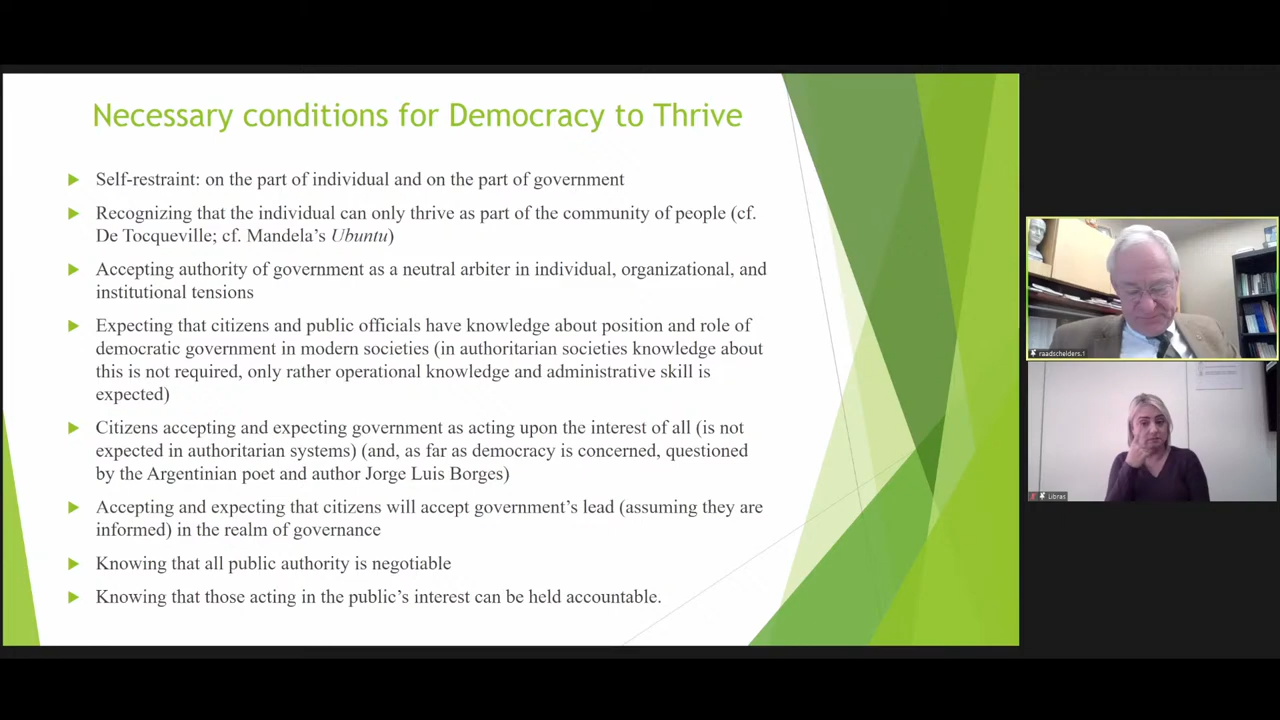 Necessary conditions for Democracy to Thrive
Self-restraint: on the part of individual and on the part of government
Recognizing that the individual can only thrive as part of the community of people (cf.
De Tocqueville; cf. Mandela’s Ubuntu)
Accepting authority of government as a neutral arbiter in individual, organizational, and
institutional tensions
Expecting that citizens and public officials have knowledge about position and role of
democratic government in modern societies (in authoritarian societies knowledge about
this is not required, only rather operational knowledge and administrative skill is
expected)
Citizens accepting and expecting government as acting upon the interest of all (is not
expected in authoritarian systems) (and, as far as democracy is concerned, questioned
by the Argentinian poet and author Jorge Luis Borges)
Accepting and expecting that citizens will accept government’s lead (assuming they are
informed) in the realm of governance
Knowing that all public authority is negotiable
Knowing that those acting in the public’s interest can be held accountable.
raadschelders.1
Libras